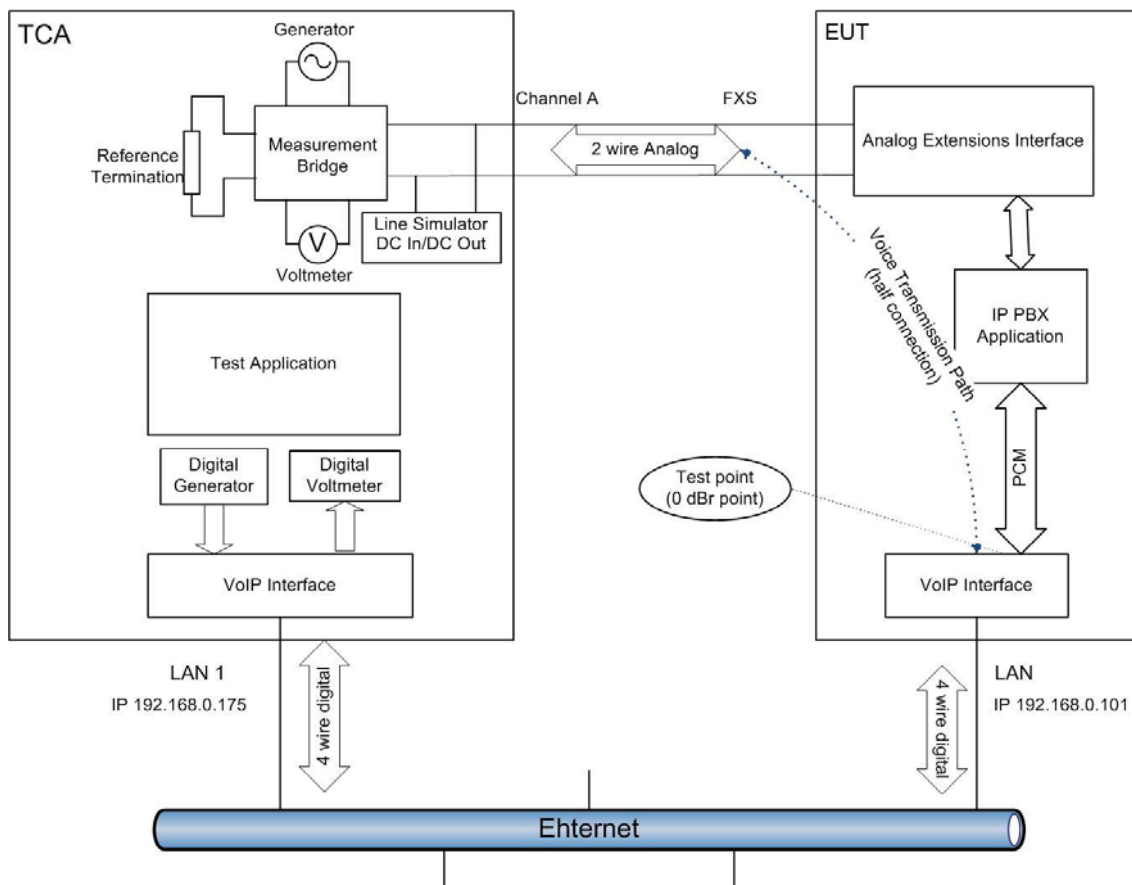 TCA
Generator
Reference
Termination
Measurement
Bridge
V
Voltmeter
Line Simulator
DC In/DC Out
Channel A
FXS
2 wire Analog
EUT
Analog Extensions Interface
Voice Transmission Path
(half connection)
IP PBX
Application
PCM
Test Application
Digital
Generator
Digital
Voltmeter
VoIP Interface
Test point
(0 dBr point)
VoIP Interface
LAN 1
IP 192.168.0.175
4 wire digital
4 wire digital
LAN
IP 192.168.0.101
Ehternet